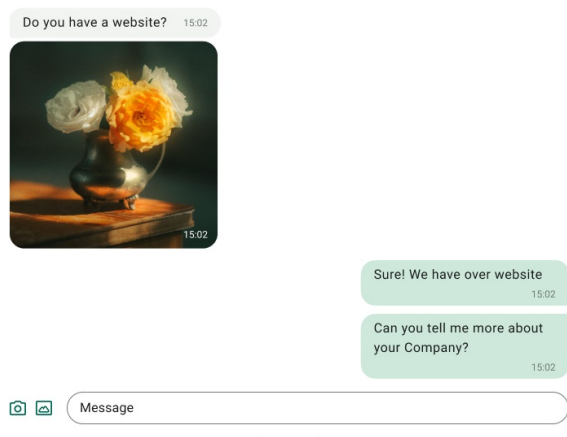 Do you have a website?
15:02
15:02
Sure! We have over website
15:02
Can you tell me more about
your Company?
15:02
Message